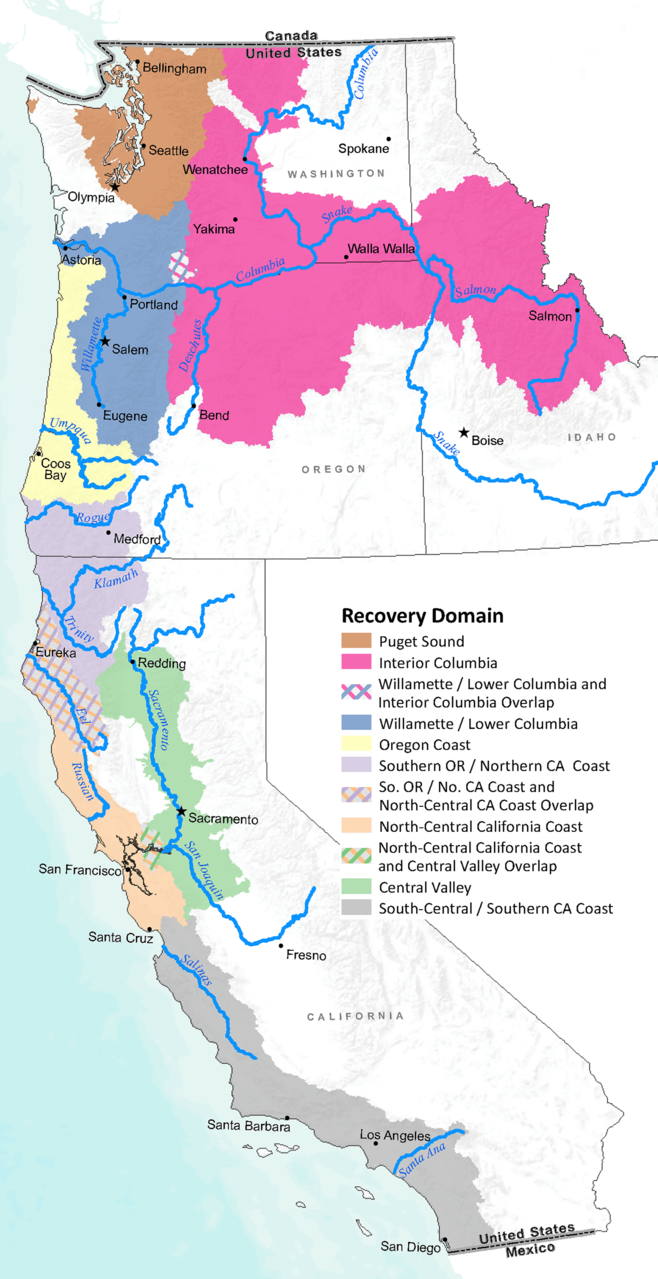 Canada
United States
Bellingham
Columbia
Seattle
Spokane
Wenatchee
WASHINGTON
Olympia
Snake
Yakima
Walla Walla
Astoria
Columbia
Salmon
Portland
Salmon
Willamette
Salem
Deschutes
Eugene
Bend
Umpqua
Snake
Boise
IDAHO
Coos
Bay
OREGON
Rogue
Medford
Klamath
Trinity
Eureka
Redding
Sacramento
Eel
Russian
Sacramento
San Joaquin
San Francisco
Santa Cruz
Fresno
Salinas
CALIFORNIA
Santa Barbara
Los Angeles
Santa Ana
San Diego
United States
Mexico
Recovery Domain
Puget Sound
Interior Columbia
Willamette / Lower Columbia and
Interior Columbia Overlap
Willamette / Lower Columbia
Oregon Coast
Southern OR / Northern CA Coast
So. OR / No. CA Coast and
North-Central CA Coast Overlap
North-Central California Coast
North-Central California Coast
and Central Valley Overlap
Central Valley
South-Central / Southern CA Coast